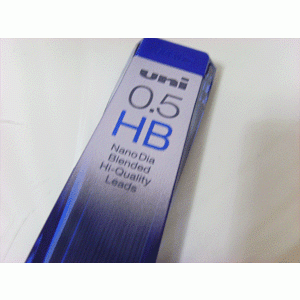 uni
0.5
HB
Nano Dia
Blended
Hi-Quality
Leads